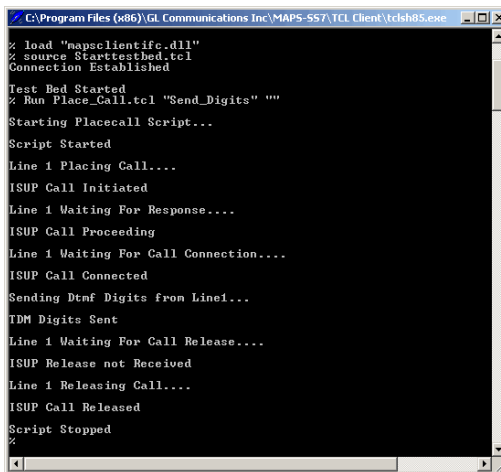 C:\Program Files (x86)\GL Communications Inc\MAPS-SS7\TCL Client\tclsh85.exe
% load "mapsclientifc.dll"
% source Starttestbed.tcl
Connection Established
Test Bed Started
% Run Place_Call.tcl "Send_Digits" ""
Starting Placecall Script...
Script Started
Line 1 Placing Call....
ISUP Call Initiated
Line 1 Waiting For Response....
ISUP Call Proceeding
Line 1 Waiting For Call Connection....
ISUP Call Connected
Sending Dtmf Digits from Line1...
TDM Digits Sent
Line 1 Waiting For Call Release....
ISUP Release not Received
Line 1 Releasing Call....
ISUP Call Released
Script Stopped
%